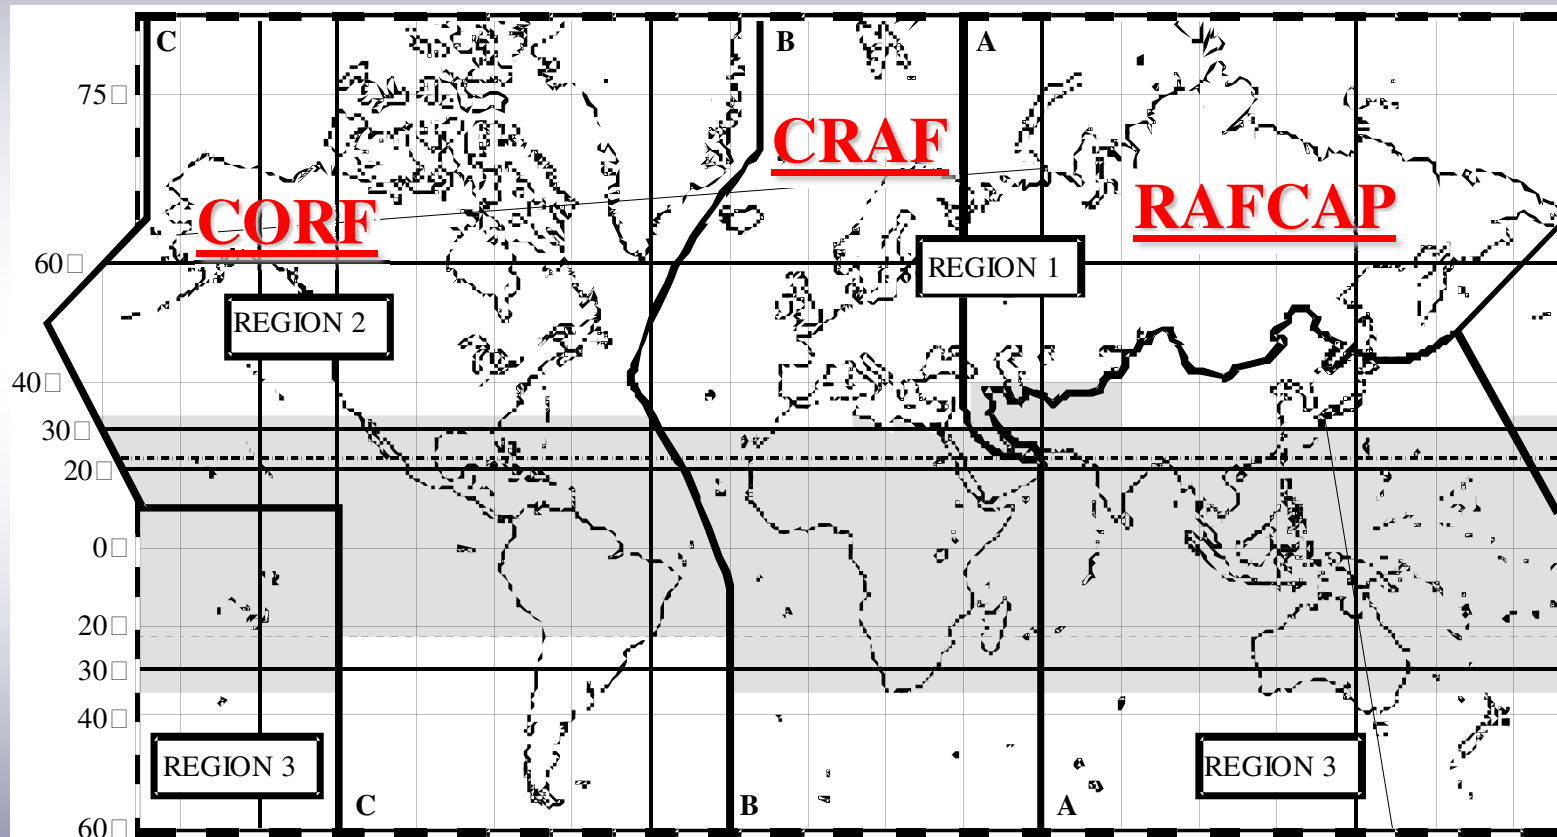 C B A
75▯
CRAF
RAFCAP
CORF
60▯
REGION 1
REGION 2
40▯
30▯
20▯
0▯
20▯
30▯
40▯
REGION 3
REGION 3
C B A
60▯